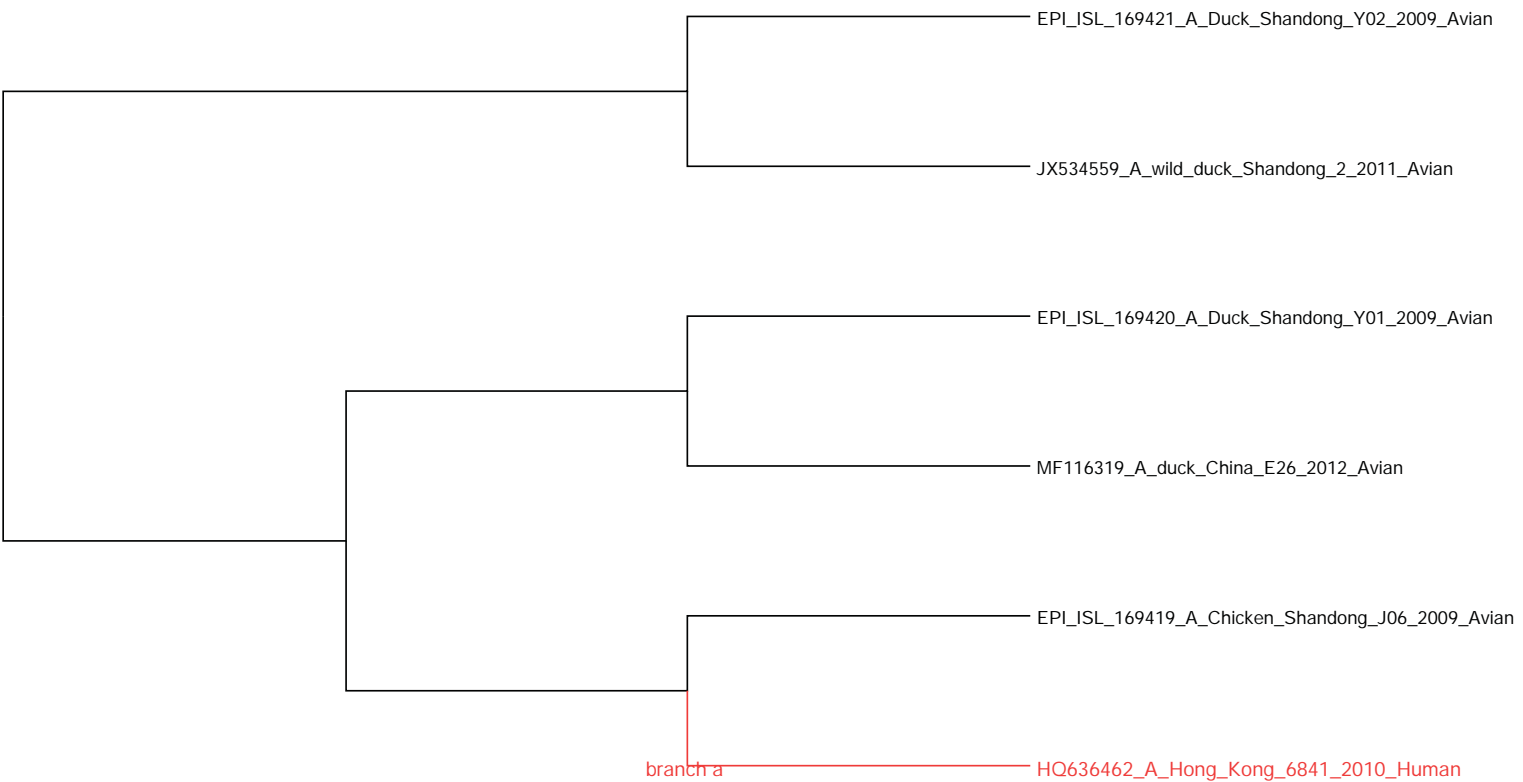 EPI_ISL_169421_A_Duck_Shandong_Y02_2009_Avian
JX534559_A_wild_duck_Shandong_2_2011_Avian
EPI_ISL_169420_A_Duck_Shandong_Y01_2009_Avian
MF116319_A_duck_China_E26_2012_Avian
EPI_ISL_169419_A_Chicken_Shandong_J06_2009_Avian
branch a
HQ636462_A_Hong_Kong_6841_2010_Human